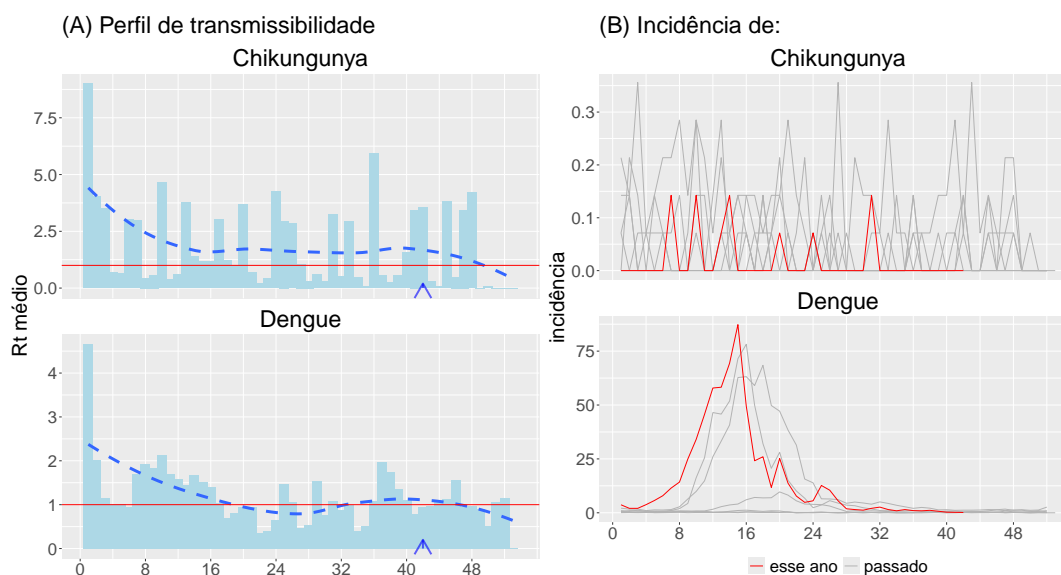 (A) Perfil de transmissibilidade
Chikungunya
7.5
5.0
2.5
0.0
Dengue
4
3
2
1
0
0 8 16 24 32 40 48
Rt médio
(B) Incidência de:
Chikungunya
0.3
0.2
0.1
0.0
Dengue
75
50
25
0
0 8 16 24 32 40 48
incidência
esse ano passado